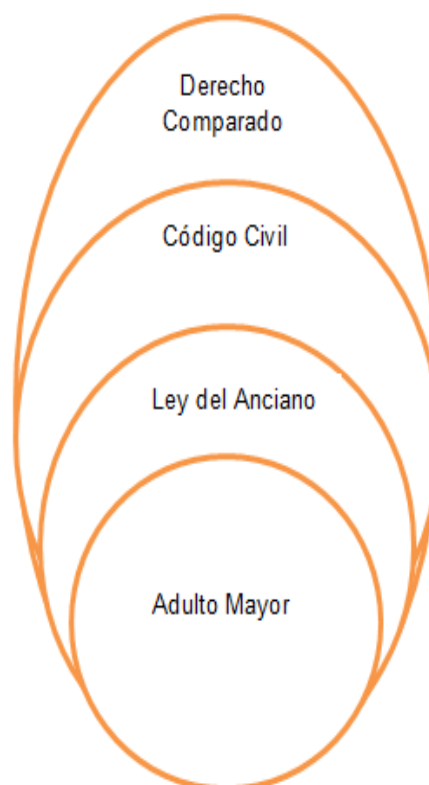 Derecho
Comparado
Código Civil
Ley del Anciano
Adulto Mayor